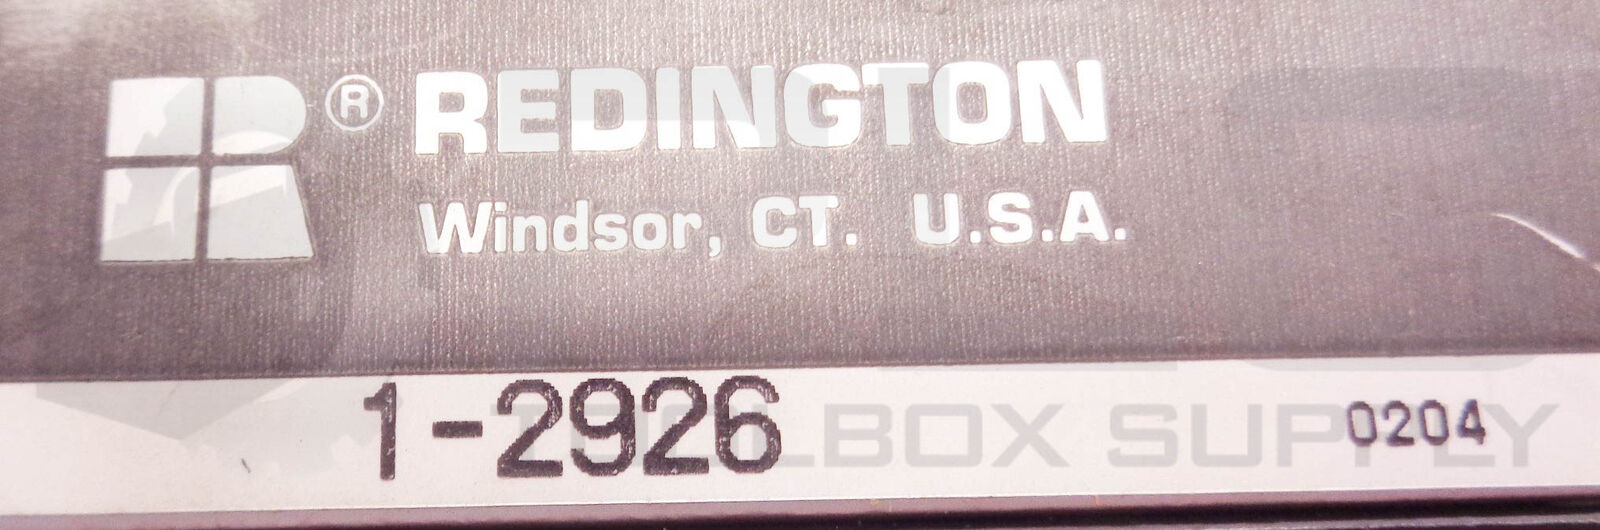 R® REDINGTON
Windsor, CT. U.S.A.
1-2926 0204
TOOLBOX SUPPLY